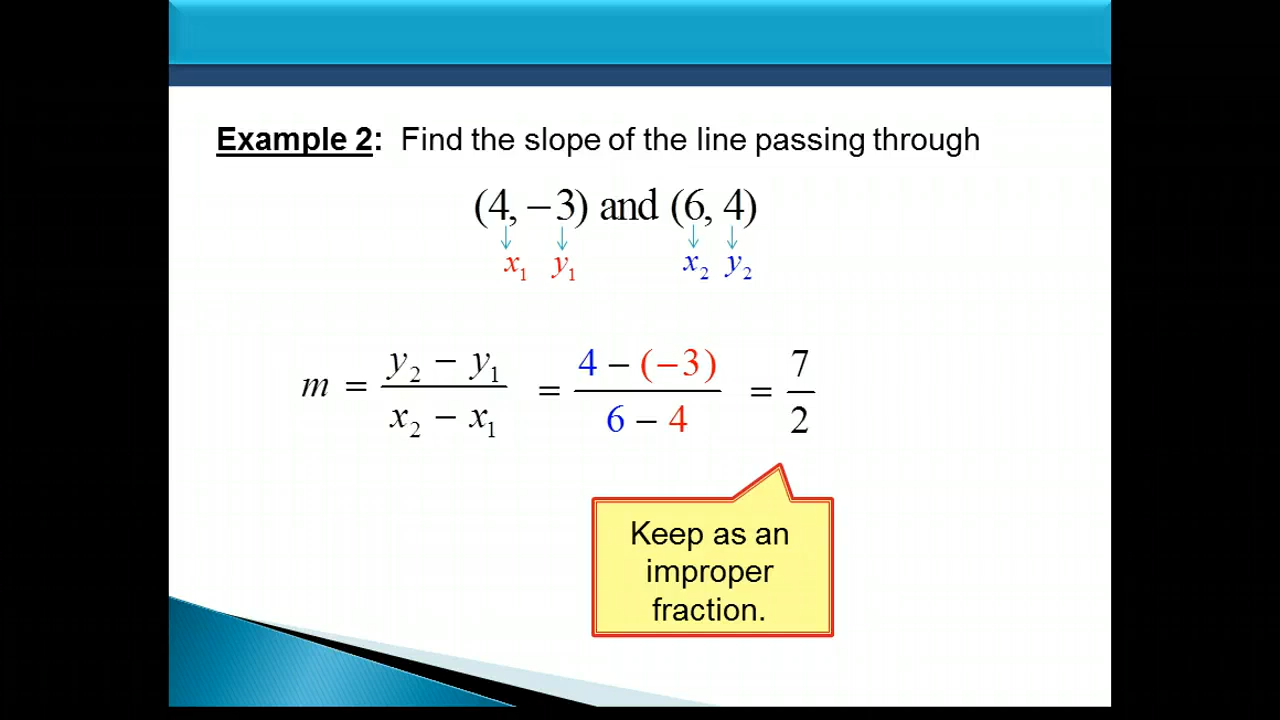 Example 2: Find the slope of the line passing through
(4, −3) and (6, 4)
x₁ y₁ x₂ y₂
m = (y₂ − y₁)/(x₂ − x₁) = (4 − (−3))/(6 − 4) = 7/2
Keep as an
improper
fraction.